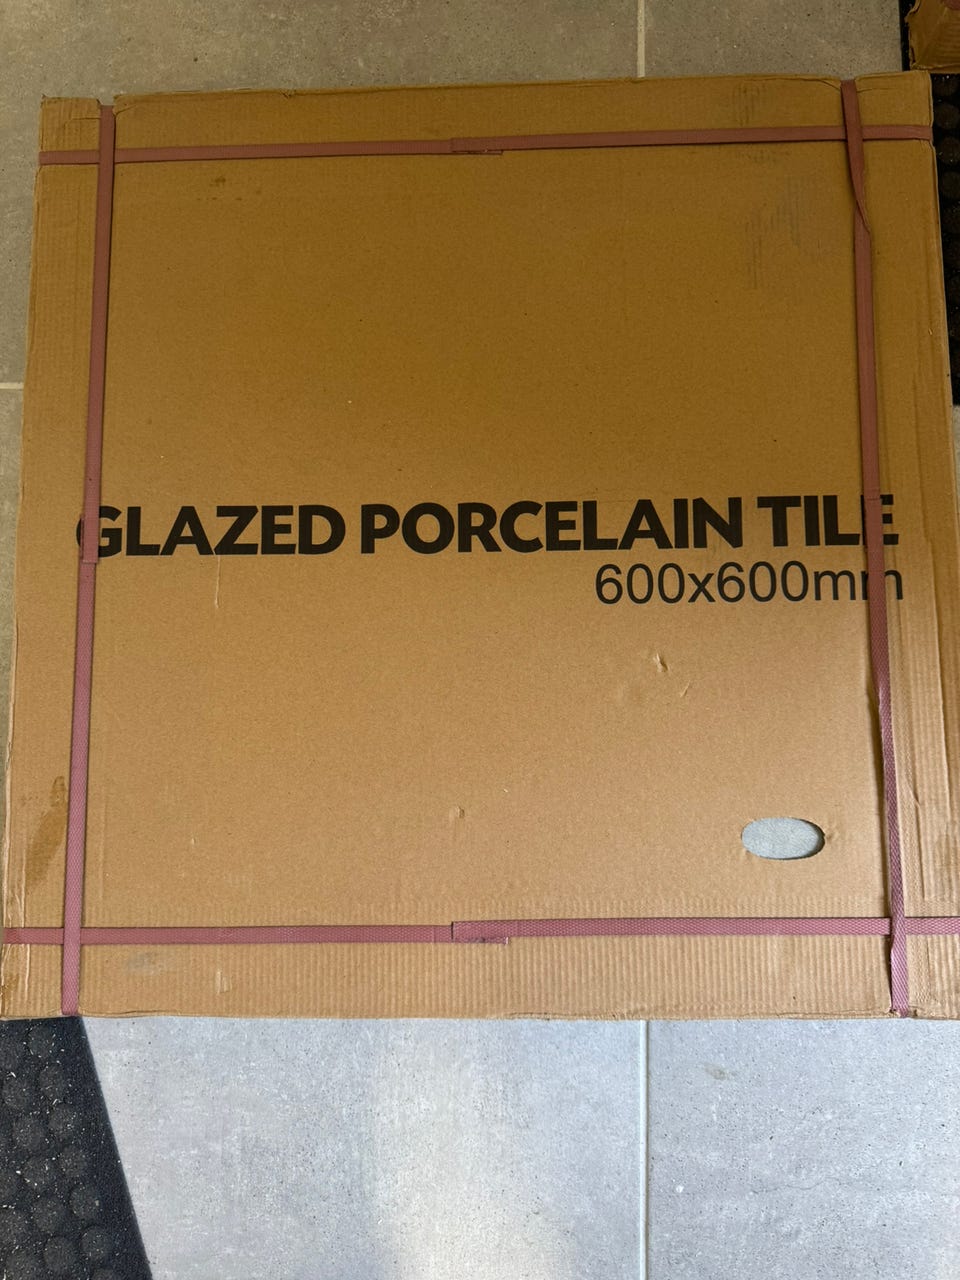 GLAZED PORCELAIN TILE
600x600mm